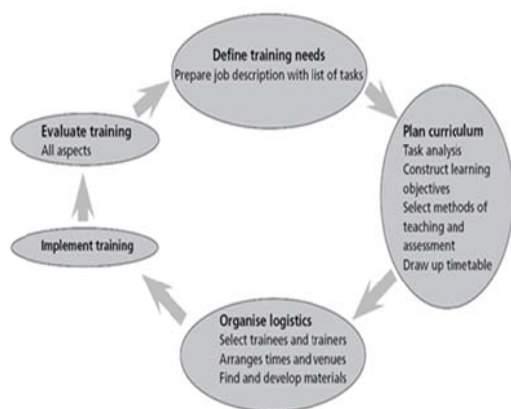 Define training needs
Prepare job description with list of tasks
Plan curriculum
Task analysis
Construct learning
objectives
Select methods of
teaching and
assessment
Draw up timetable
Organise logistics
Select trainees and trainers
Arranges times and venues
Find and develop materials
Implement training
Evaluate training
All aspects